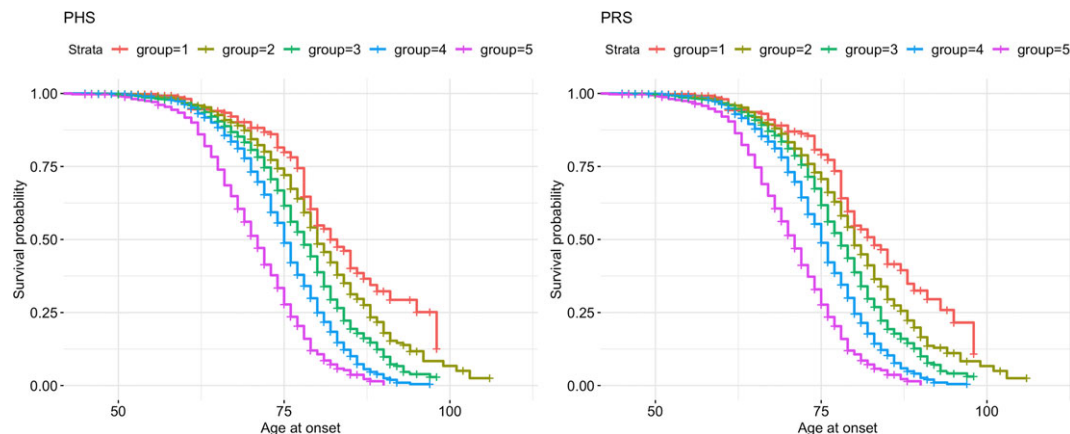 PHS
Strata group=1 group=2 group=3 group=4 group=5
1.00
0.75
0.50
0.25
0.00
Survival probability
50 75 100
Age at onset
PRS
Strata group=1 group=2 group=3 group=4 group=5
1.00
0.75
0.50
0.25
0.00
Survival probability
50 75 100
Age at onset